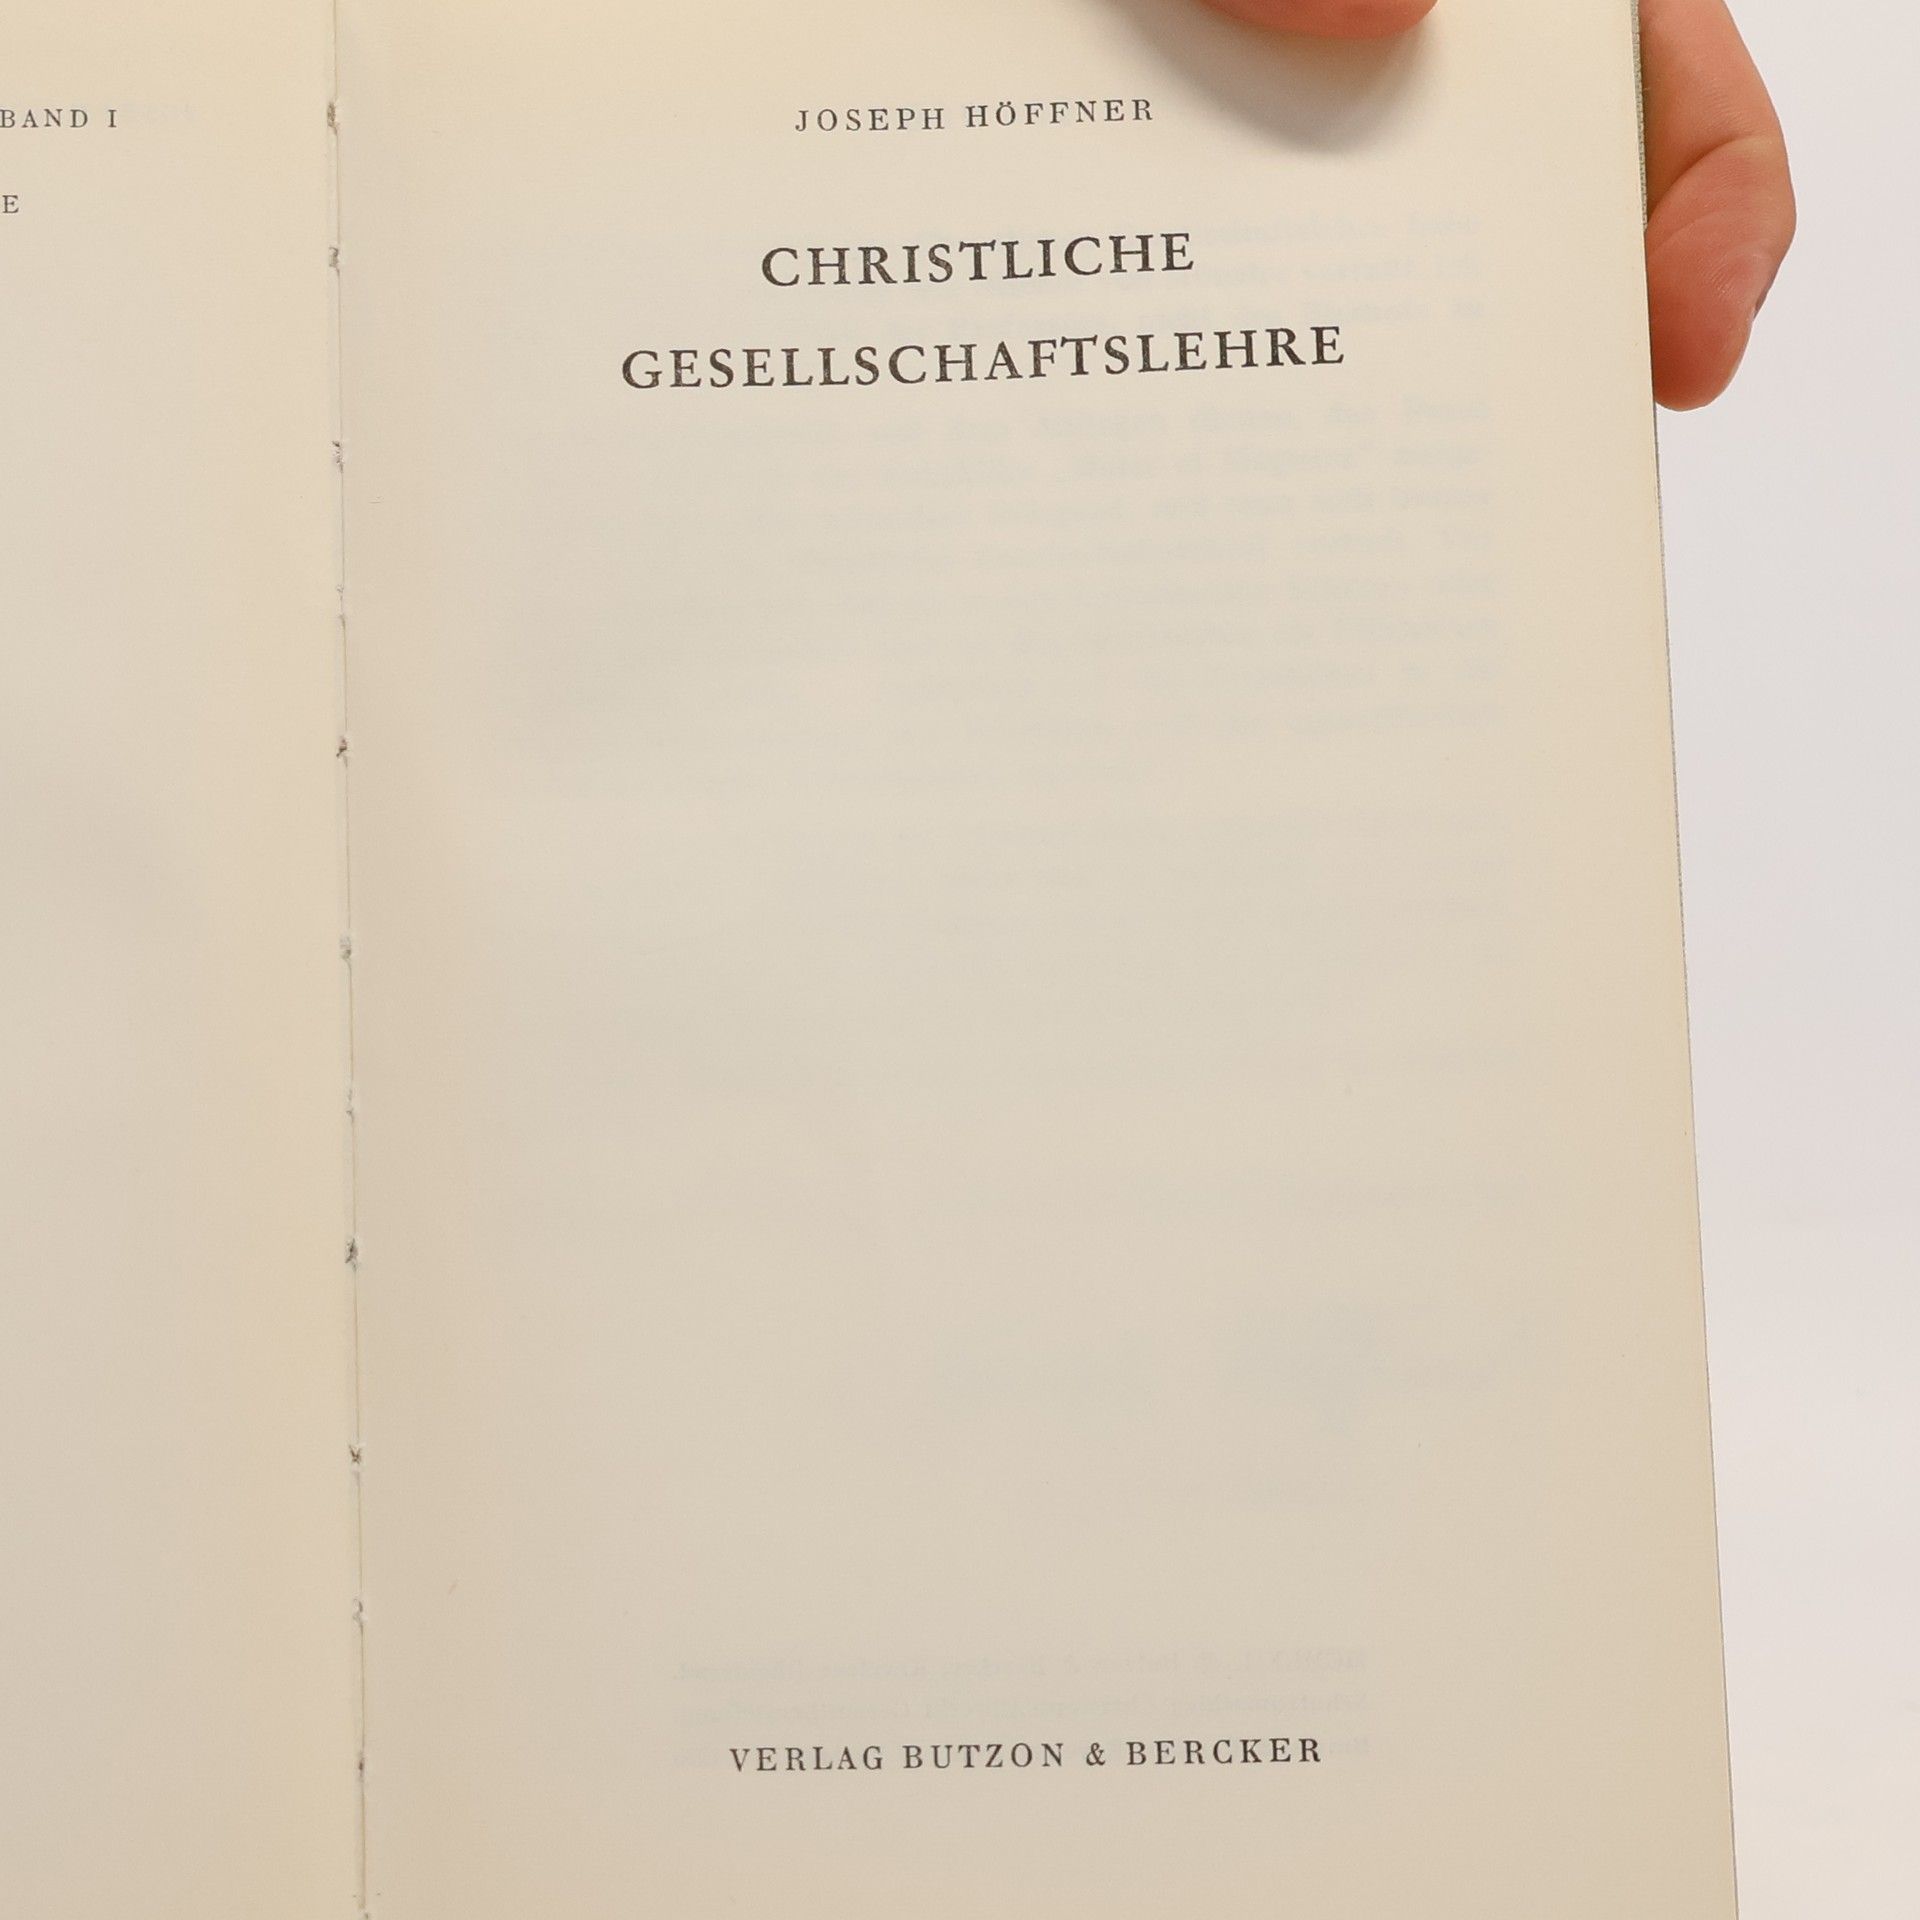 BAND I
E
JOSEPH HÖFFNER
CHRISTLICHE
GESELLSCHAFTSLEHRE
VERLAG BUTZON & BERCKER